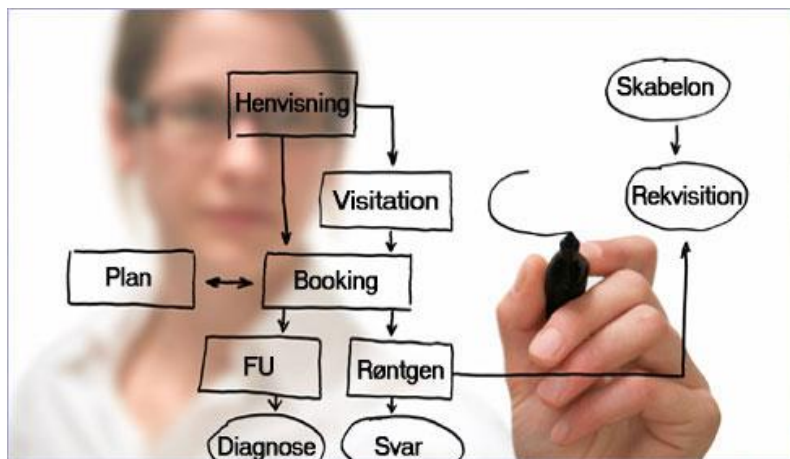 Henvisning
Skabelon
Visitation
Rekvisition
Plan
Booking
FU
Røntgen
Diagnose
Svar